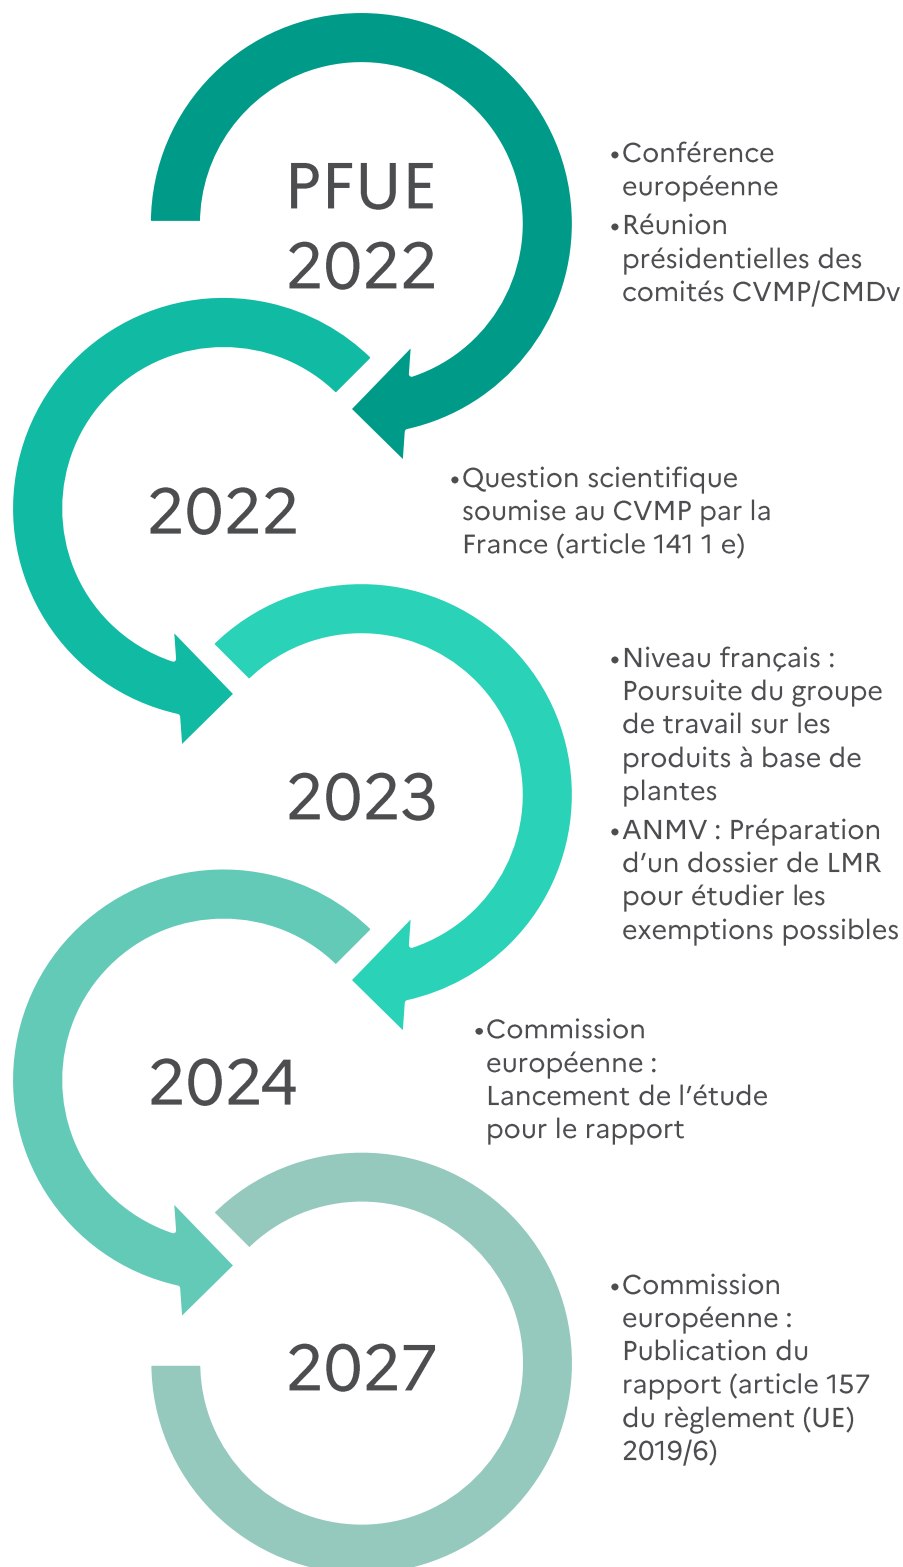 PFUE
2022
•Conférence
européenne
•Réunion
présidentielles des
comités CVMP/CMDv
2022
•Question scientifique
soumise au CVMP par la
France (article 141 1 e)
2023
•Niveau français :
Poursuite du groupe
de travail sur les
produits à base de
plantes
•ANMV : Préparation
d’un dossier de LMR
pour étudier les
exemptions possibles
2024
•Commission
européenne :
Lancement de l’étude
pour le rapport
2027
•Commission
européenne :
Publication du
rapport (article 157
du règlement (UE)
2019/6)